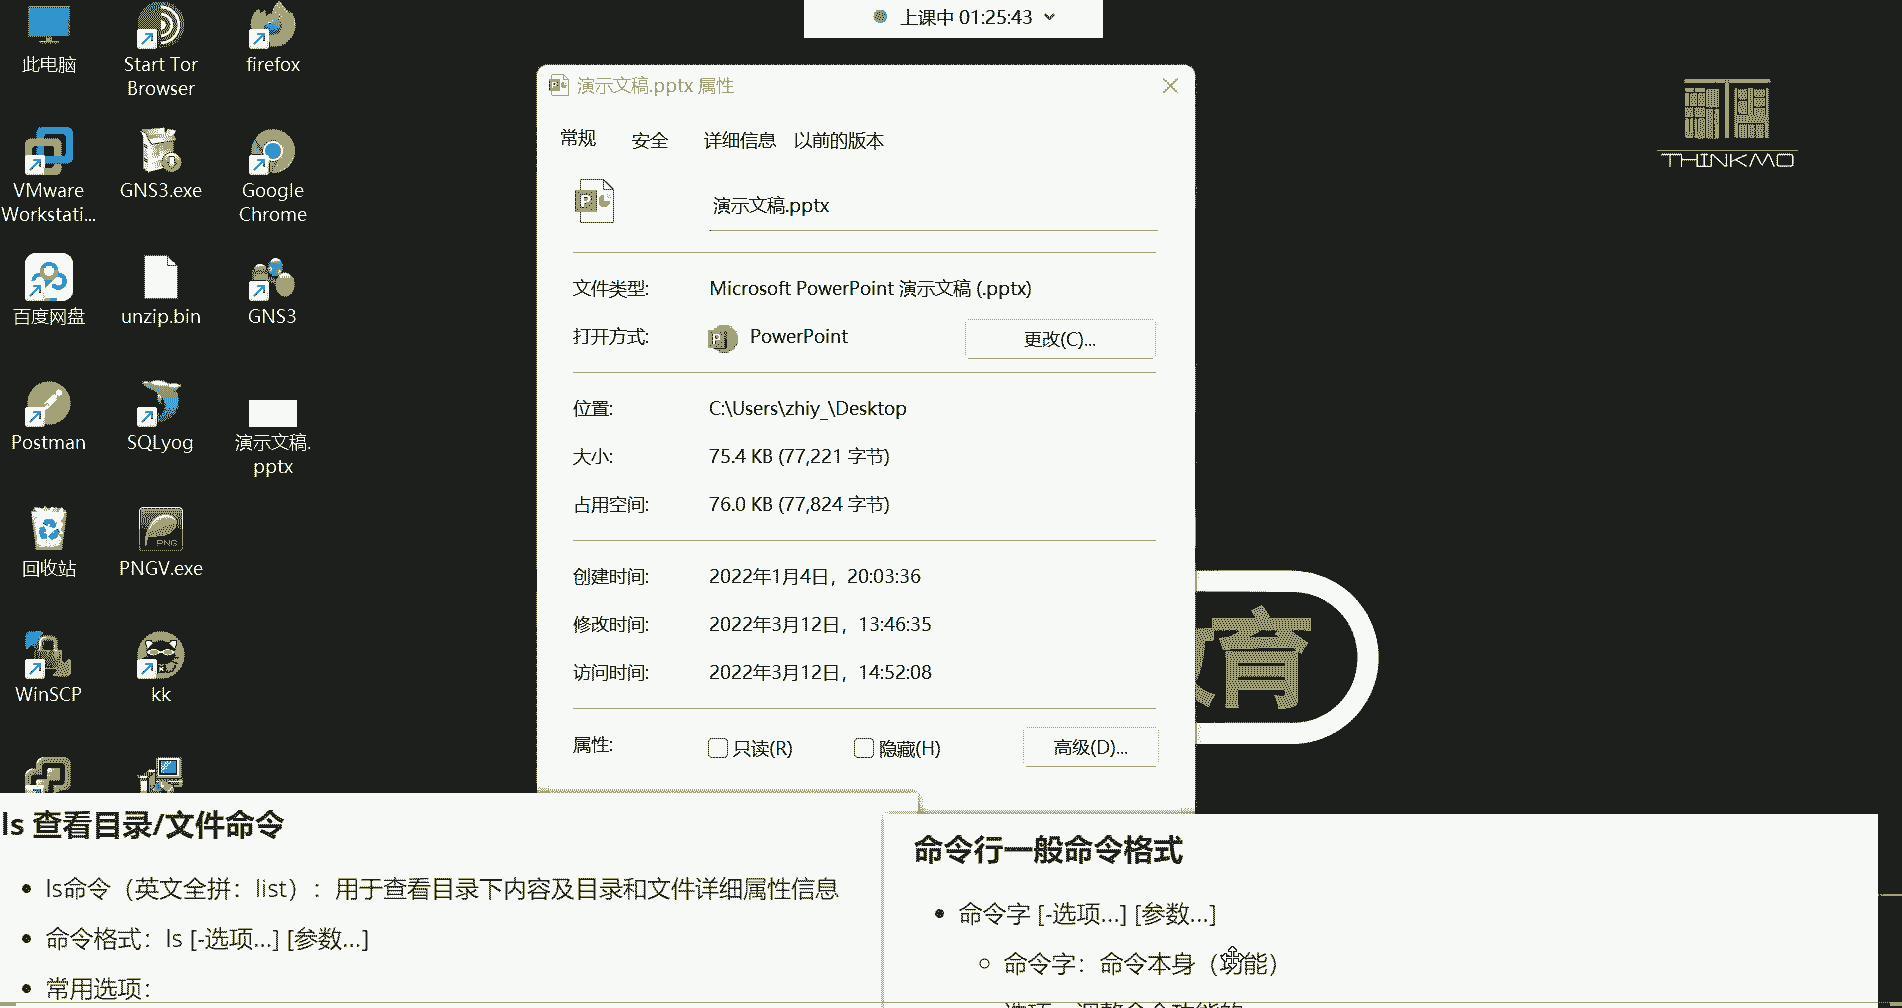 上课中 01:25:43
此电脑
Start Tor
Browser
firefox
VMware
Workstati...
GNS3.exe
Google
Chrome
百度网盘
unzip.bin
GNS3
Postman
SQLyog
演示文稿.
pptx
回收站
PNGV.exe
PNG
WinSCP
kk
THINKMO
演示文稿.pptx 属性
常规 安全 详细信息 以前的版本
演示文稿.pptx
文件类型: Microsoft PowerPoint 演示文稿 (.pptx)
打开方式: PowerPoint 更改(C)...
位置: C:\Users\zhiy_\Desktop
大小: 75.4 KB (77,221 字节)
占用空间: 76.0 KB (77,824 字节)
创建时间: 2022年1月4日，20:03:36
修改时间: 2022年3月12日，13:46:35
访问时间: 2022年3月12日，14:52:08
属性: 只读(R) 隐藏(H) 高级(D)...
育
ls 查看目录/文件命令
• ls命令（英文全拼：list）：用于查看目录下内容及目录和文件详细属性信息
• 命令格式：ls [-选项...] [参数...]
• 常用选项：
命令行一般命令格式
• 命令字 [-选项...] [参数...]
○ 命令字：命令本身（功能）